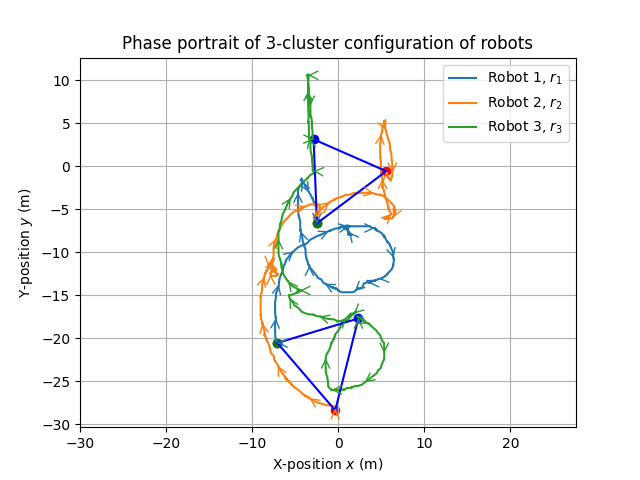 Phase portrait of 3-cluster configuration of robots
Robot 1, r₁
Robot 2, r₂
Robot 3, r₃
10
5
0
−5
−10
−15
−20
−25
−30
Y-position y (m)
−30
−20
−10
0
10
20
X-position x (m)